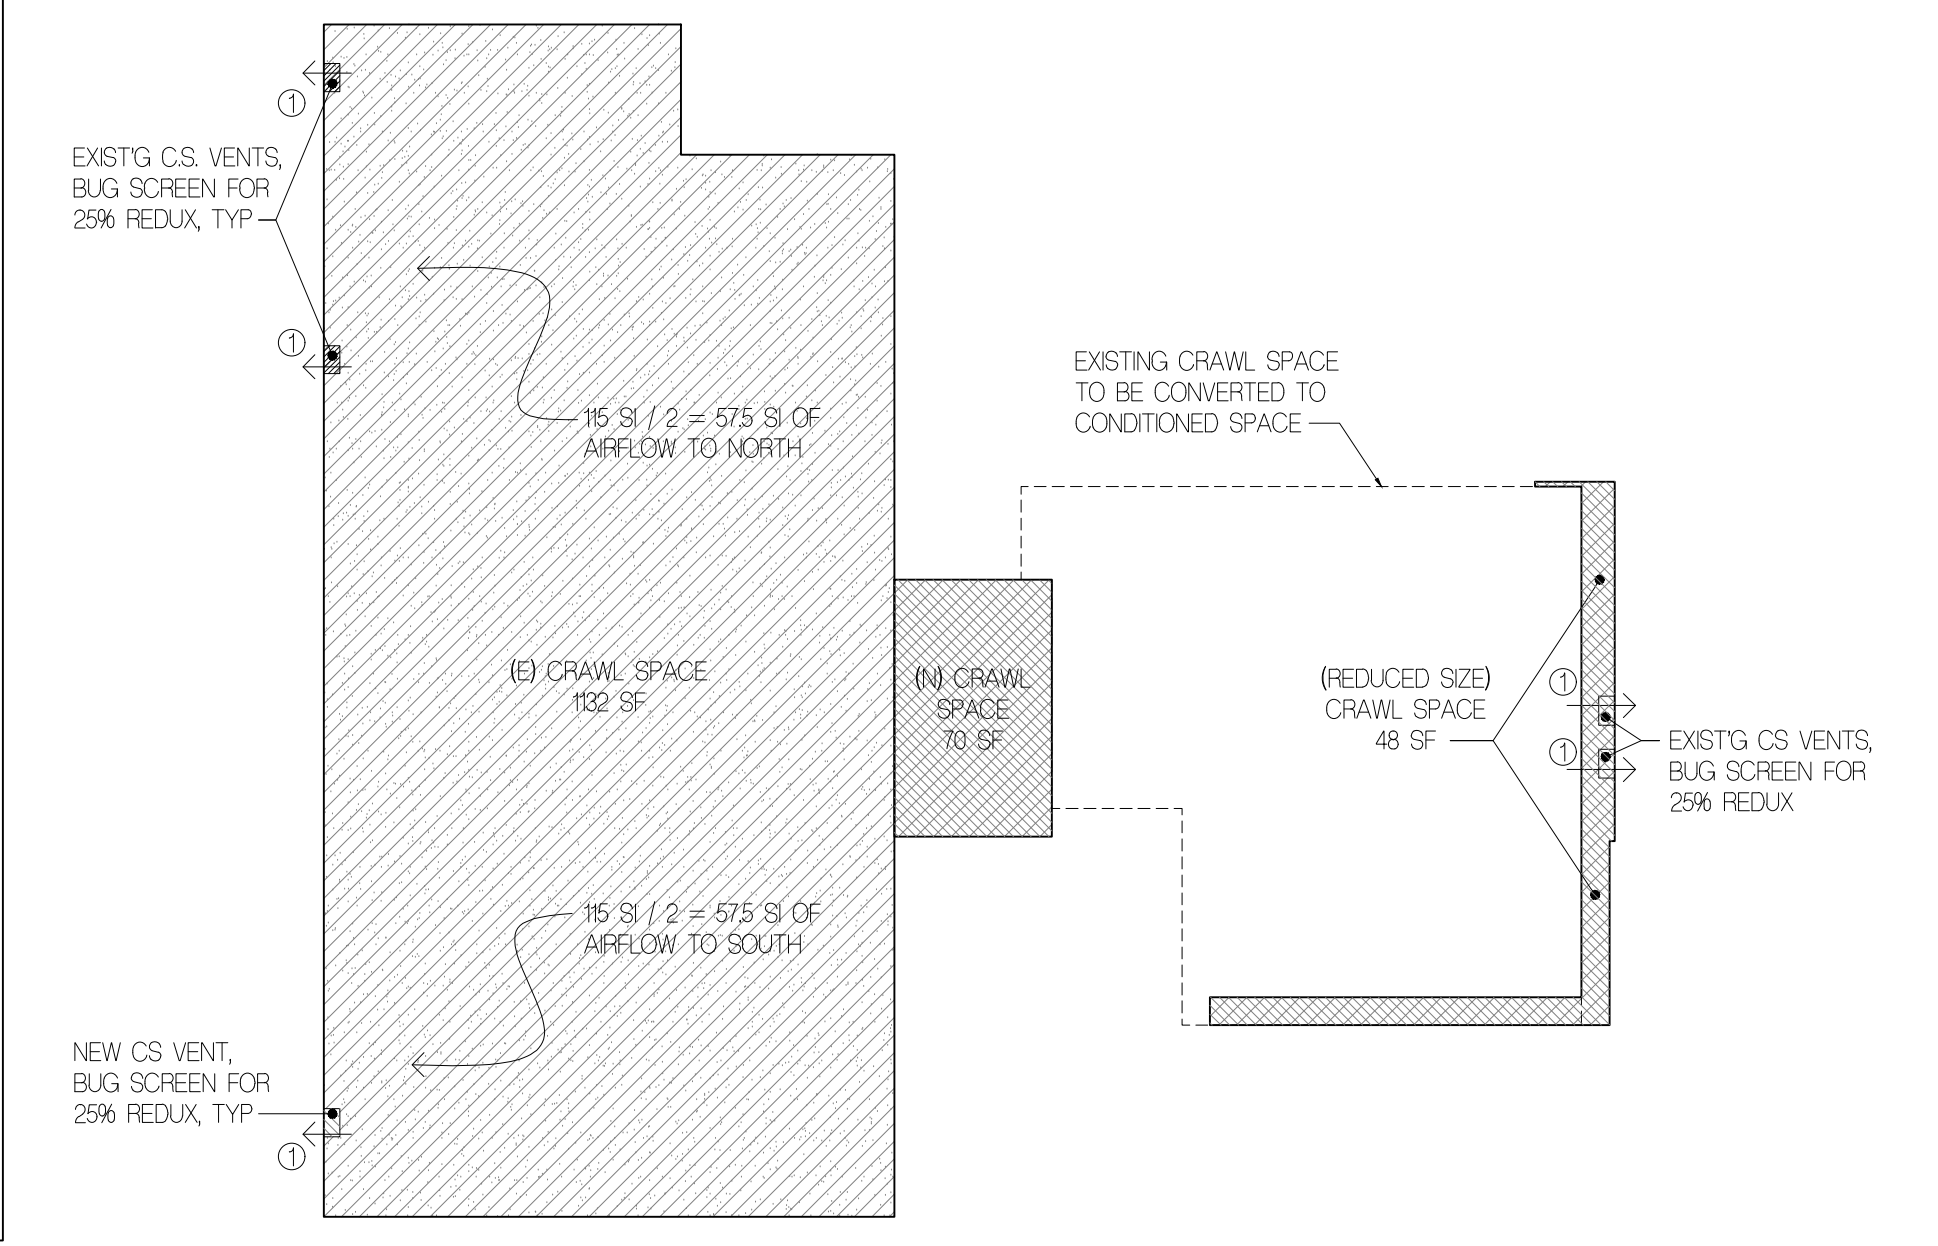 ①
EXIST'G C.S. VENTS,
BUG SCREEN FOR
25% REDUX, TYP
①
115 SI / 2 = 57.5 SI OF
AIRFLOW TO NORTH
EXISTING CRAWL SPACE
TO BE CONVERTED TO
CONDITIONED SPACE
(E) CRAWL SPACE
1132 SF
(N) CRAWL
SPACE
70 SF
(REDUCED SIZE)
CRAWL SPACE
48 SF
①
①
EXIST'G CS VENTS,
BUG SCREEN FOR
25% REDUX
115 SI / 2 = 57.5 SI OF
AIRFLOW TO SOUTH
NEW CS VENT,
BUG SCREEN FOR
25% REDUX, TYP
①